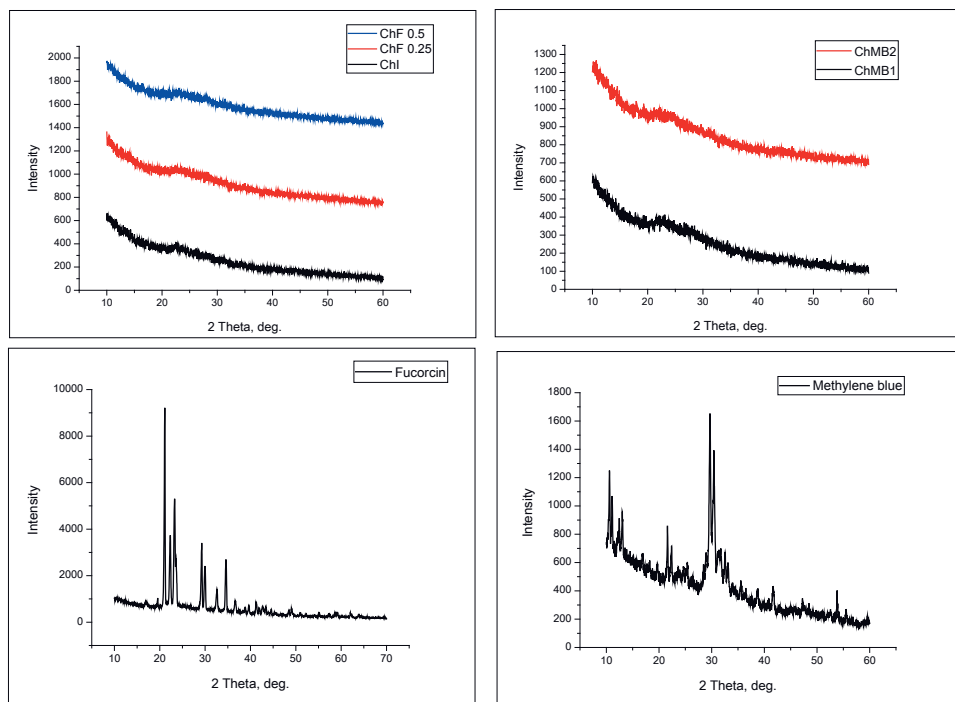 ChF 0.5
ChF 0.25
ChI
2000
1800
1600
1400
1200
1000
800
600
400
200
0
Intensity
10 20 30 40 50 60
2 Theta, deg.
ChMB2
ChMB1
1300
1200
1100
1000
900
800
700
600
500
400
300
200
100
0
Intensity
10 20 30 40 50 60
2 Theta, deg.
Fucorcin
10000
8000
6000
4000
2000
0
Intensity
10 20 30 40 50 60 70
2 Theta, deg.
Methylene blue
1800
1600
1400
1200
1000
800
600
400
200
0
Intensity
10 20 30 40 50 60
2 Theta, deg.